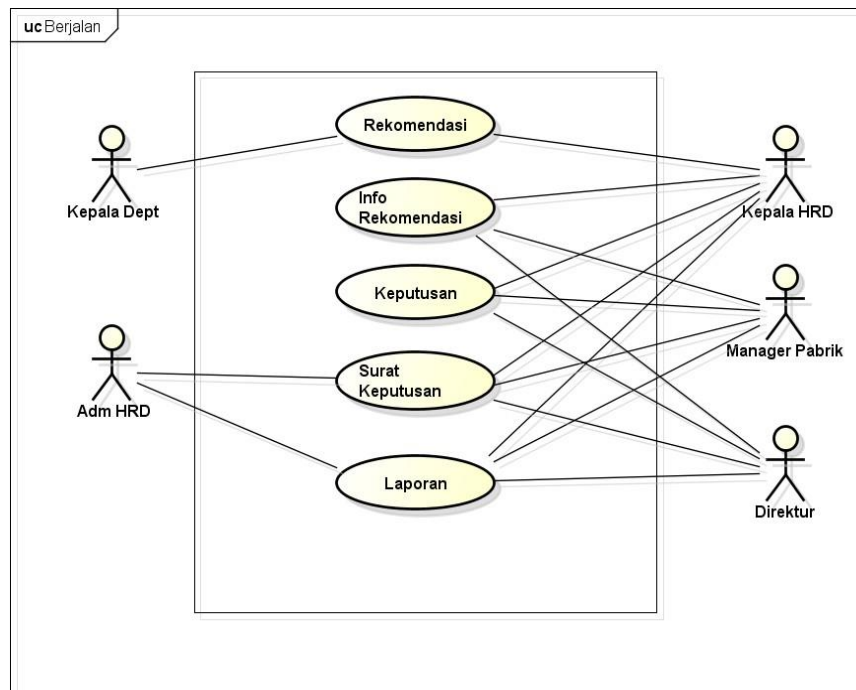 uc Berjalan
Rekomendasi
Kepala Dept
Info
Rekomendasi
Kepala HRD
Keputusan
Manager Pabrik
Surat
Keputusan
Adm HRD
Laporan
Direktur